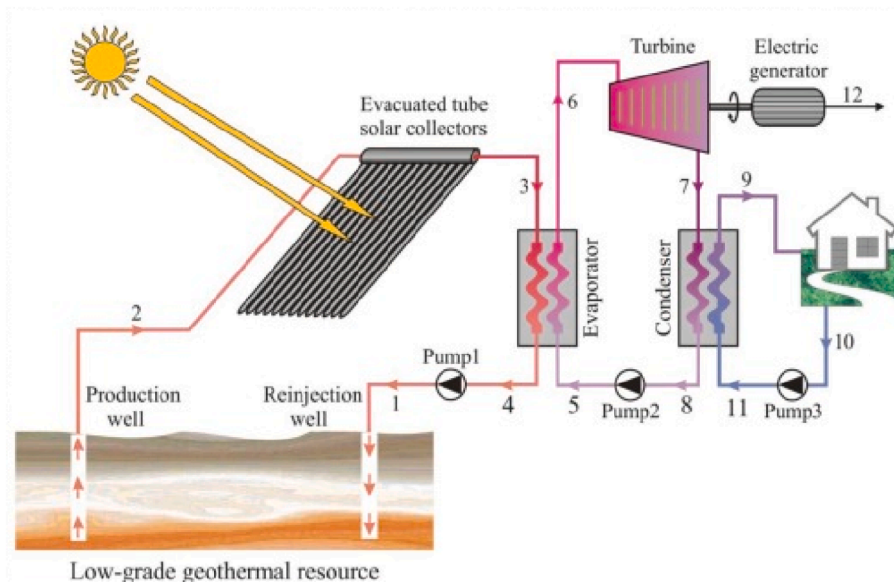 Turbine
Electric
generator
12
6
Evacuated tube
solar collectors
3
7
9
Evaporator
Condenser
2
10
Pump1
Production
well
Reinjection
well
1
4
5
Pump2
8
11
Pump3
Low-grade geothermal resource